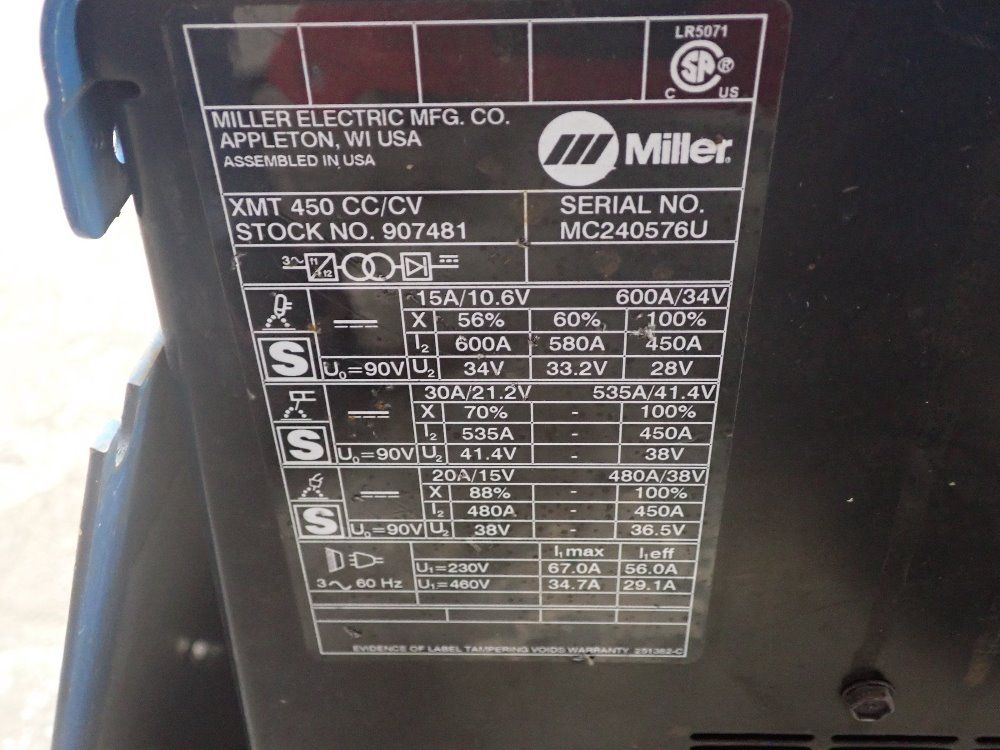 LR5071
SP®
C US
MILLER ELECTRIC MFG. CO.
APPLETON, WI USA
ASSEMBLED IN USA
Miller®
XMT 450 CC/CV
STOCK NO. 907481
SERIAL NO.
MC240576U
3~ f1 f2
15A/10.6V 600A/34V
X 56% 60% 100%
I2 600A 580A 450A
S U0=90V U2 34V 33.2V 28V
30A/21.2V 535A/41.4V
X 70% - 100%
I2 535A - 450A
S U0=90V U2 41.4V - 38V
20A/15V 480A/38V
X 88% - 100%
I2 480A - 450A
S U0=90V U2 38V - 36.5V
I1max I1eff
U1=230V 67.0A 56.0A
3~ 60 Hz U1=460V 34.7A 29.1A
EVIDENCE OF LABEL TAMPERING VOIDS WARRANTY 251382-C